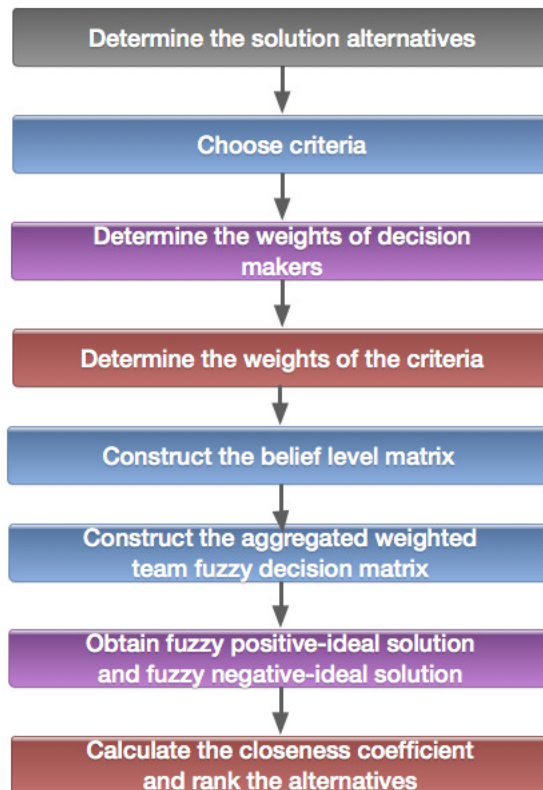 Determine the solution alternatives
Choose criteria
Determine the weights of decision
makers
Determine the weights of the criteria
Construct the belief level matrix
Construct the aggregated weighted
team fuzzy decision matrix
Obtain fuzzy positive-ideal solution
and fuzzy negative-ideal solution
Calculate the closeness coefficient
and rank the alternatives